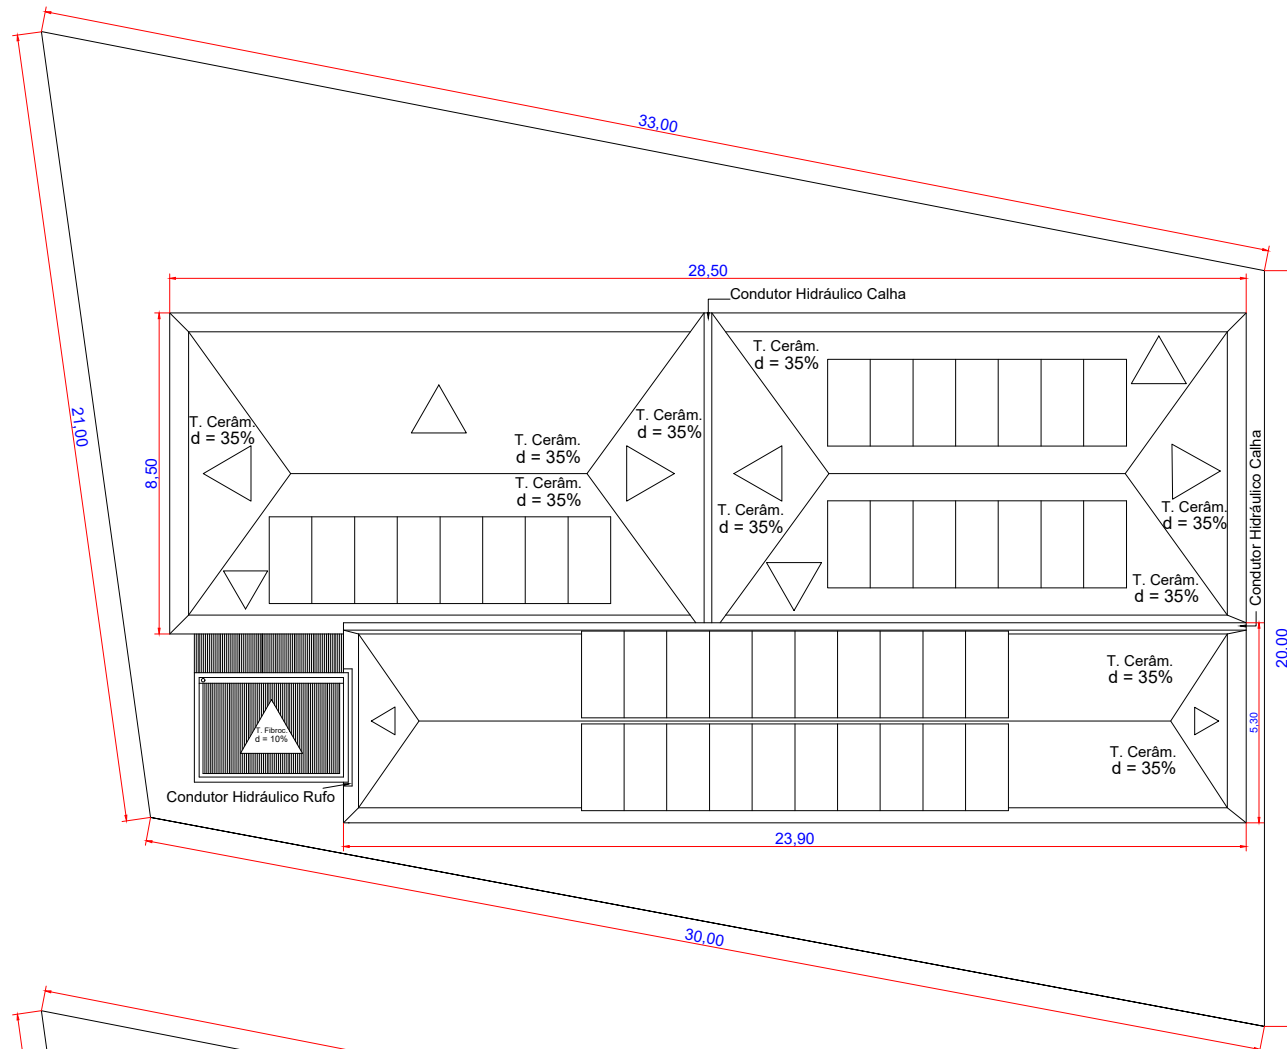 33,00
28,50
Condutor Hidráulico Calha
T. Cerâm.
d = 35%
T. Cerâm.
d = 35%
T. Cerâm.
d = 35%
T. Cerâm.
d = 35%
21,00
8,50
T. Cerâm.
d = 35%
T. Cerâm.
d = 35%
T. Cerâm.
d = 35%
Condutor Hidráulico Calha
T. Cerâm.
d = 35%
20,00
T. Cerâm.
d = 35%
5,30
T. Fibroc.
d = 10%
T. Cerâm.
d = 35%
Condutor Hidráulico Rufo
23,90
30,00